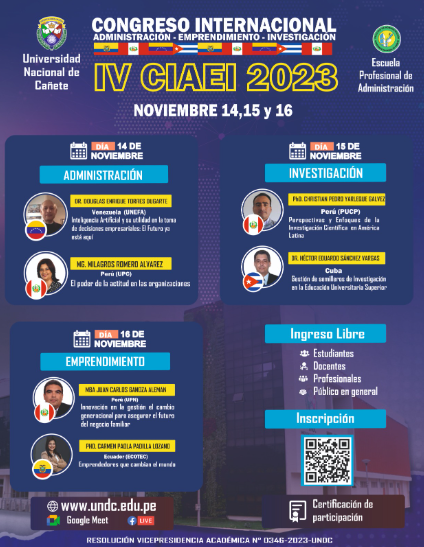 CONGRESO INTERNACIONAL
ADMINISTRACIÓN - EMPRENDIMIENTO - INVESTIGACIÓN
IV CIAEI 2023
NOVIEMBRE 14,15 y 16
Universidad
Nacional de
Cañete
Escuela
Profesional de
Administración
DÍA 14 DE
NOVIEMBRE
ADMINISTRACIÓN
DR. DOUGLAS ENRIQUE TORRES DUGARTE
Venezuela (UNEFA)
Inteligencia Artificial y su utilidad en la toma
de decisiones empresariales: El futuro ya
está aquí
MG. MILAGROS ROMERO ALVAREZ
Perú (UPC)
El poder de la actitud en las organizaciones
DÍA 15 DE
NOVIEMBRE
INVESTIGACIÓN
PhD. CHRISTIAN PEDRO YARLEQUE GALVEZ
Perú (PUCP)
Perspectivas y Enfoques de la
Investigación Científica en América
Latina
DR. HÉCTOR EDUARDO SÁNCHEZ VARGAS
Cuba
Gestión de semilleros de Investigación
en la Educación Universitaria Superior
DÍA 16 DE
NOVIEMBRE
EMPRENDIMIENTO
MBA JUAN CARLOS GANOZA ALEMAN
Perú (UPN)
Innovación en la gestión el cambio
generacional para asegurar el futuro
del negocio familiar
PHD. CARMEN PAOLA PADILLA LOZANO
Ecuador (ECOTEC)
Emprendedores que cambian el mundo
Ingreso Libre
Estudiantes
Docentes
Profesionales
Público en general
Inscripción
www.undc.edu.pe
Google Meet
LIVE
Certificación de
participación
RESOLUCIÓN VICEPRESIDENCIA ACADÉMICA Nº 0346-2023-UNDC